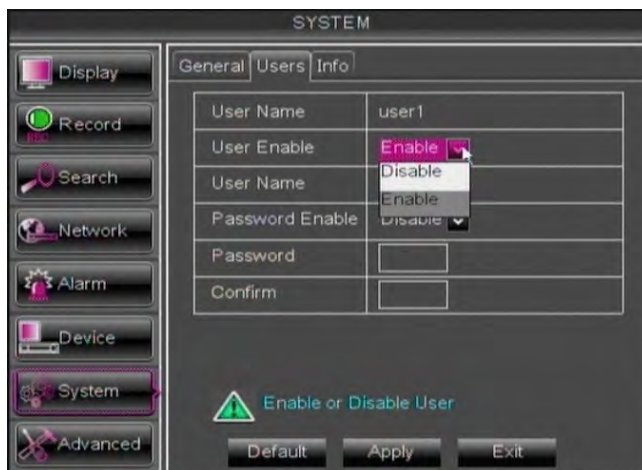 SYSTEM
Display
Record
REC
Search
Network
Alarm
Device
System
Advanced
General Users Info
User Name user1
User Enable Enable
Disable
User Name
Enable
Password Enable Disable
Password
Confirm
Enable or Disable User
Default Apply Exit